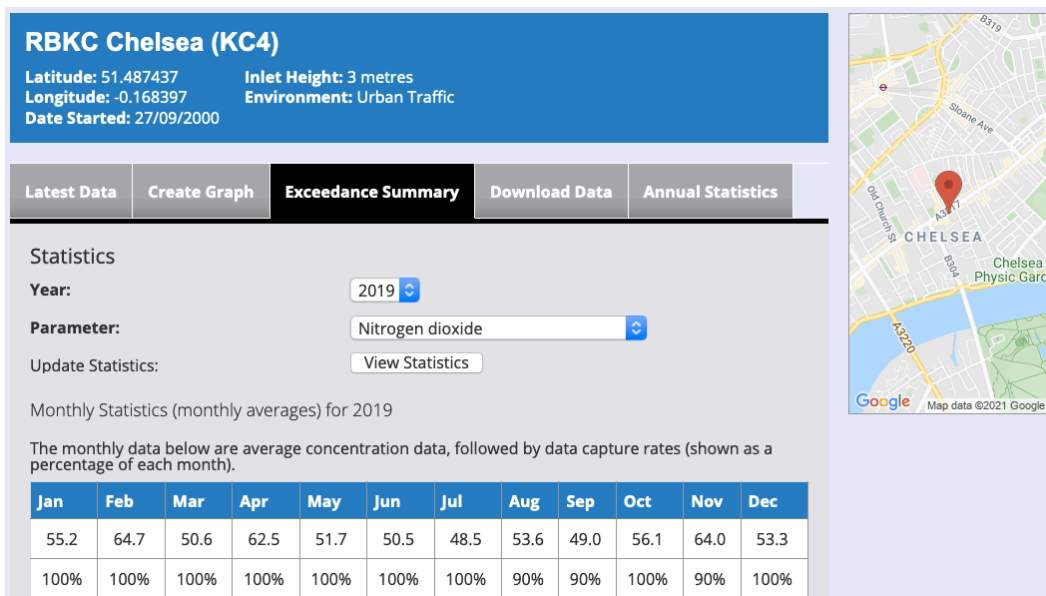 RBKC Chelsea (KC4)
Latitude: 51.487437 Inlet Height: 3 metres
Longitude: -0.168397 Environment: Urban Traffic
Date Started: 27/09/2000
Latest Data Create Graph Exceedance Summary Download Data Annual Statistics
Statistics
Year: 2019
Parameter: Nitrogen dioxide
Update Statistics: View Statistics
Monthly Statistics (monthly averages) for 2019
The monthly data below are average concentration data, followed by data capture rates (shown as a
percentage of each month).
Jan Feb Mar Apr May Jun Jul Aug Sep Oct Nov Dec
55.2 64.7 50.6 62.5 51.7 50.5 48.5 53.6 49.0 56.1 64.0 53.3
100% 100% 100% 100% 100% 100% 100% 90% 90% 100% 90% 100%
B319
Sloane Ave
Old Church St
CHELSEA
B304
Chelsea
Physic Gard
A3220
Google Map data ©2021 Google